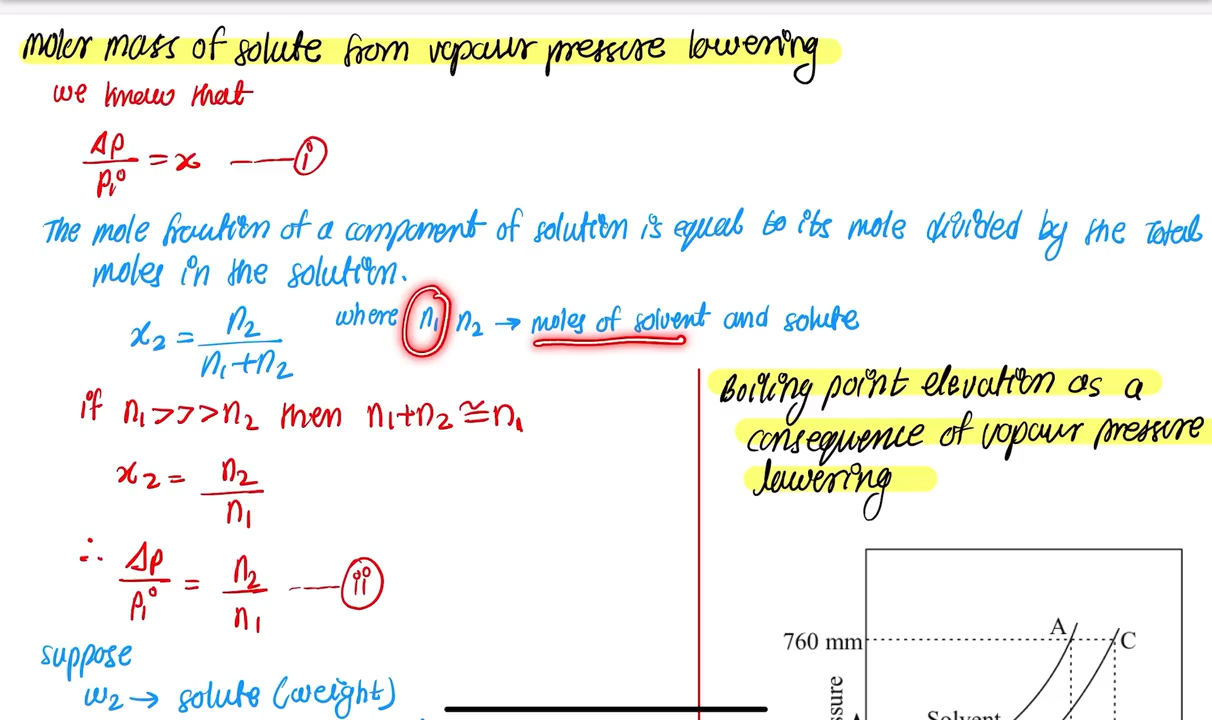 moler mass of solute from vapour pressure lowering
we know that
Δp/p₁° = x —— (i)
The mole fraction of a component of solution is equal to its mole divided by the total
moles in the solution.
x₂ = n₂/(n₁+n₂) where n₁ n₂ → moles of solvent and solute
if n₁>>>n₂ then n₁+n₂≅n₁
x₂ = n₂/n₁
∴ Δp/p₁° = n₂/n₁ —— (ii)
suppose
w₂ → solute (weight)
Boiling point elevation as a
consequence of vapour pressure
lowering
760 mm
A
C
Solvent